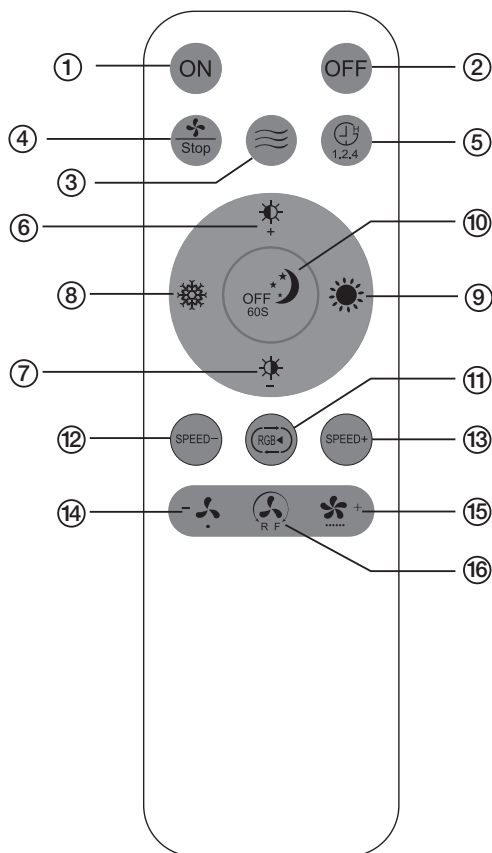 ① ON OFF ②
④ Stop ③ H 1.2.4 ⑤
⑥ + ⑩
⑧ OFF ⑨
60S
⑦ − ⑪
⑫ SPEED− RGB SPEED+ ⑬
⑭ - R F + ⑮
⑯